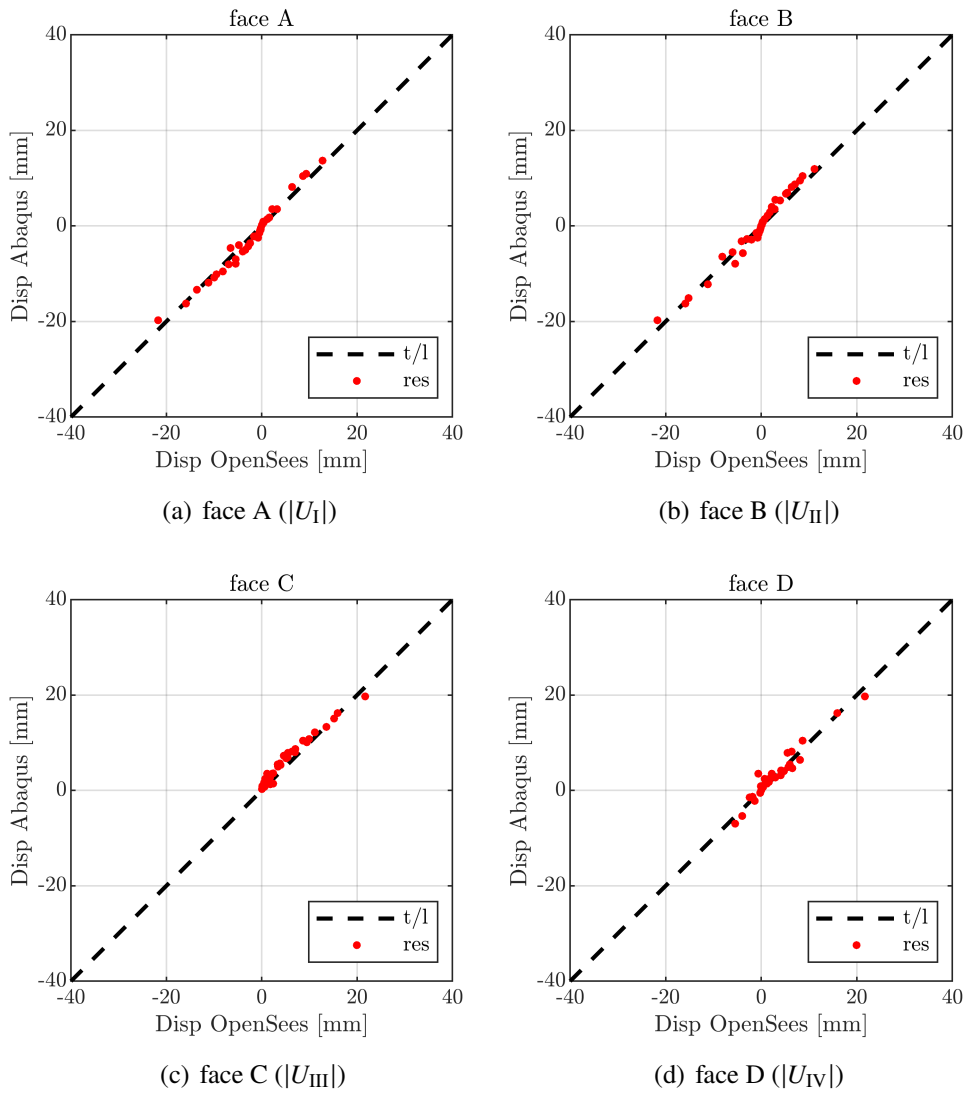 face A
40
20
0
-20
-40
Disp Abaqus [mm]
-40 -20 0 20 40
Disp OpenSees [mm]
t/l
res
(a) face A (|U_I|)
face B
40
20
0
-20
-40
Disp Abaqus [mm]
-40 -20 0 20 40
Disp OpenSees [mm]
t/l
res
(b) face B (|U_II|)
face C
40
20
0
-20
-40
Disp Abaqus [mm]
-40 -20 0 20 40
Disp OpenSees [mm]
t/l
res
(c) face C (|U_III|)
face D
40
20
0
-20
-40
Disp Abaqus [mm]
-40 -20 0 20 40
Disp OpenSees [mm]
t/l
res
(d) face D (|U_IV|)